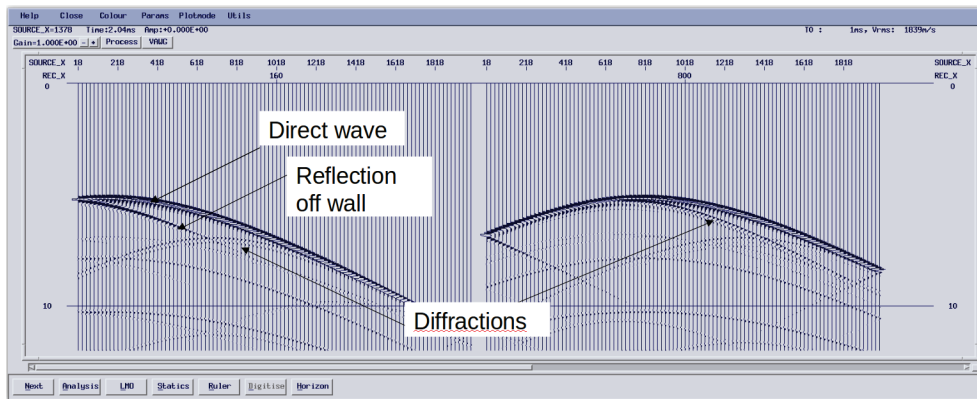 Help Close Colour Params Plotmode Utils
SOURCE_X=1378 Time:2.04ms Amp:+0.000E+00 T0 : 1ms, Vrms: 1839m/s
Gain=1.000E+00 - + Process VAWG
SOURCE_X 18 218 418 618 818 1018 1218 1418 1618 1818 18 218 418 618 818 1018 1218 1418 1618 1818 SOURCE_X
REC_X 160 800 REC_X
0 0
Direct wave
Reflection
off wall
10 10
Diffractions
Next Analysis LMO Statics Ruler Digitise Horizon